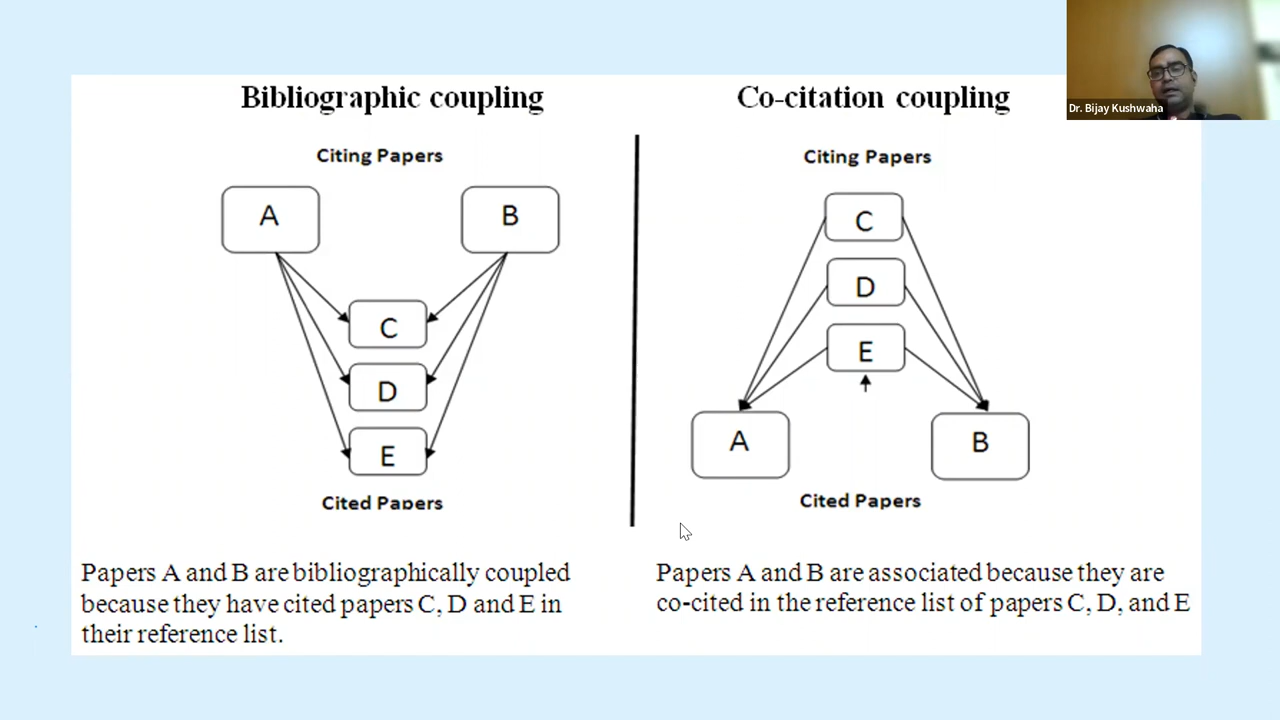 Bibliographic coupling
Citing Papers
A
B
C
D
E
Cited Papers
Papers A and B are bibliographically coupled
because they have cited papers C, D and E in
their reference list.
Co-citation coupling
Citing Papers
C
D
E
A
B
Cited Papers
Papers A and B are associated because they are
co-cited in the reference list of papers C, D, and E
Dr. Bijay Kushwaha